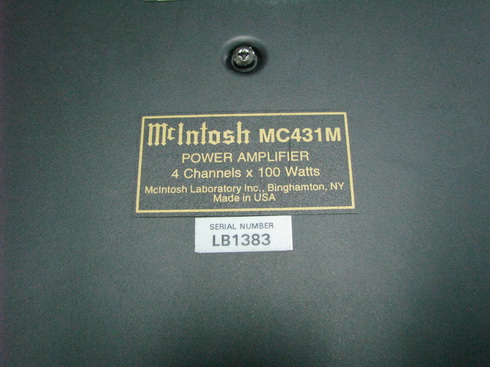 McIntosh MC431M
POWER AMPLIFIER
4 Channels x 100 Watts
McIntosh Laboratory Inc., Binghamton, NY
Made in USA
SERIAL NUMBER
LB1383